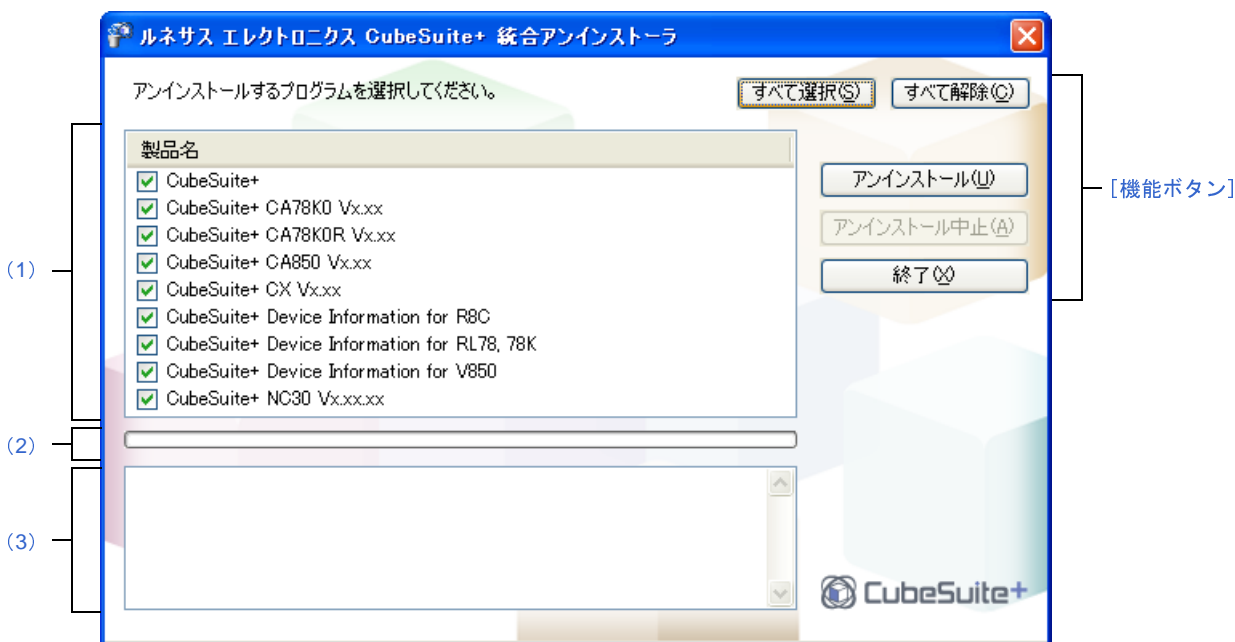 ルネサス エレクトロニクス CubeSuite+ 統合アンインストーラ
アンインストールするプログラムを選択してください。
すべて選択(S)
すべて解除(C)
製品名
CubeSuite+
CubeSuite+ CA78K0 Vx.xx
CubeSuite+ CA78K0R Vx.xx
CubeSuite+ CA850 Vx.xx
CubeSuite+ CX Vx.xx
CubeSuite+ Device Information for R8C
CubeSuite+ Device Information for RL78, 78K
CubeSuite+ Device Information for V850
CubeSuite+ NC30 Vx.xx.xx
アンインストール(U)
アンインストール中止(A)
終了(X)
[機能ボタン]
(1)
(2)
(3)
CubeSuite+